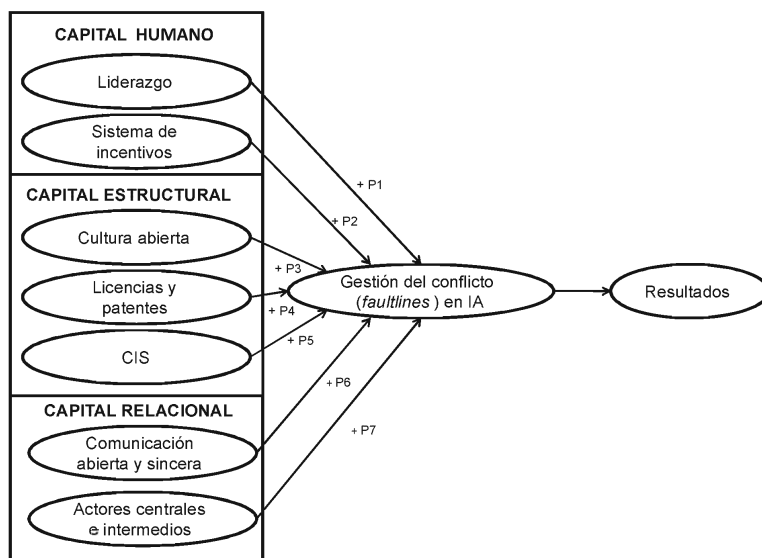 CAPITAL HUMANO
Liderazgo
Sistema de
incentivos
+ P1
+ P2
CAPITAL ESTRUCTURAL
Cultura abierta
+ P3
Licencias y
patentes
+ P4
CIS
+ P5
Gestión del conflicto
(faultlines ) en IA
Resultados
CAPITAL RELACIONAL
Comunicación
abierta y sincera
+ P6
Actores centrales
e intermedios
+ P7